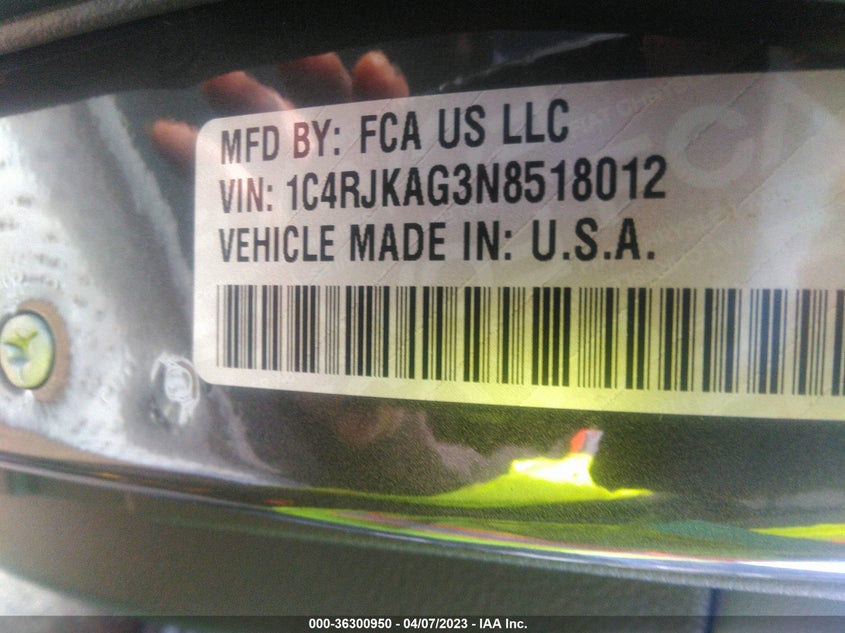 MFD BY: FCA US LLC
VIN: 1C4RJKAG3N8518012
VEHICLE MADE IN: U.S.A.
000-36300950 - 04/07/2023 - IAA Inc.